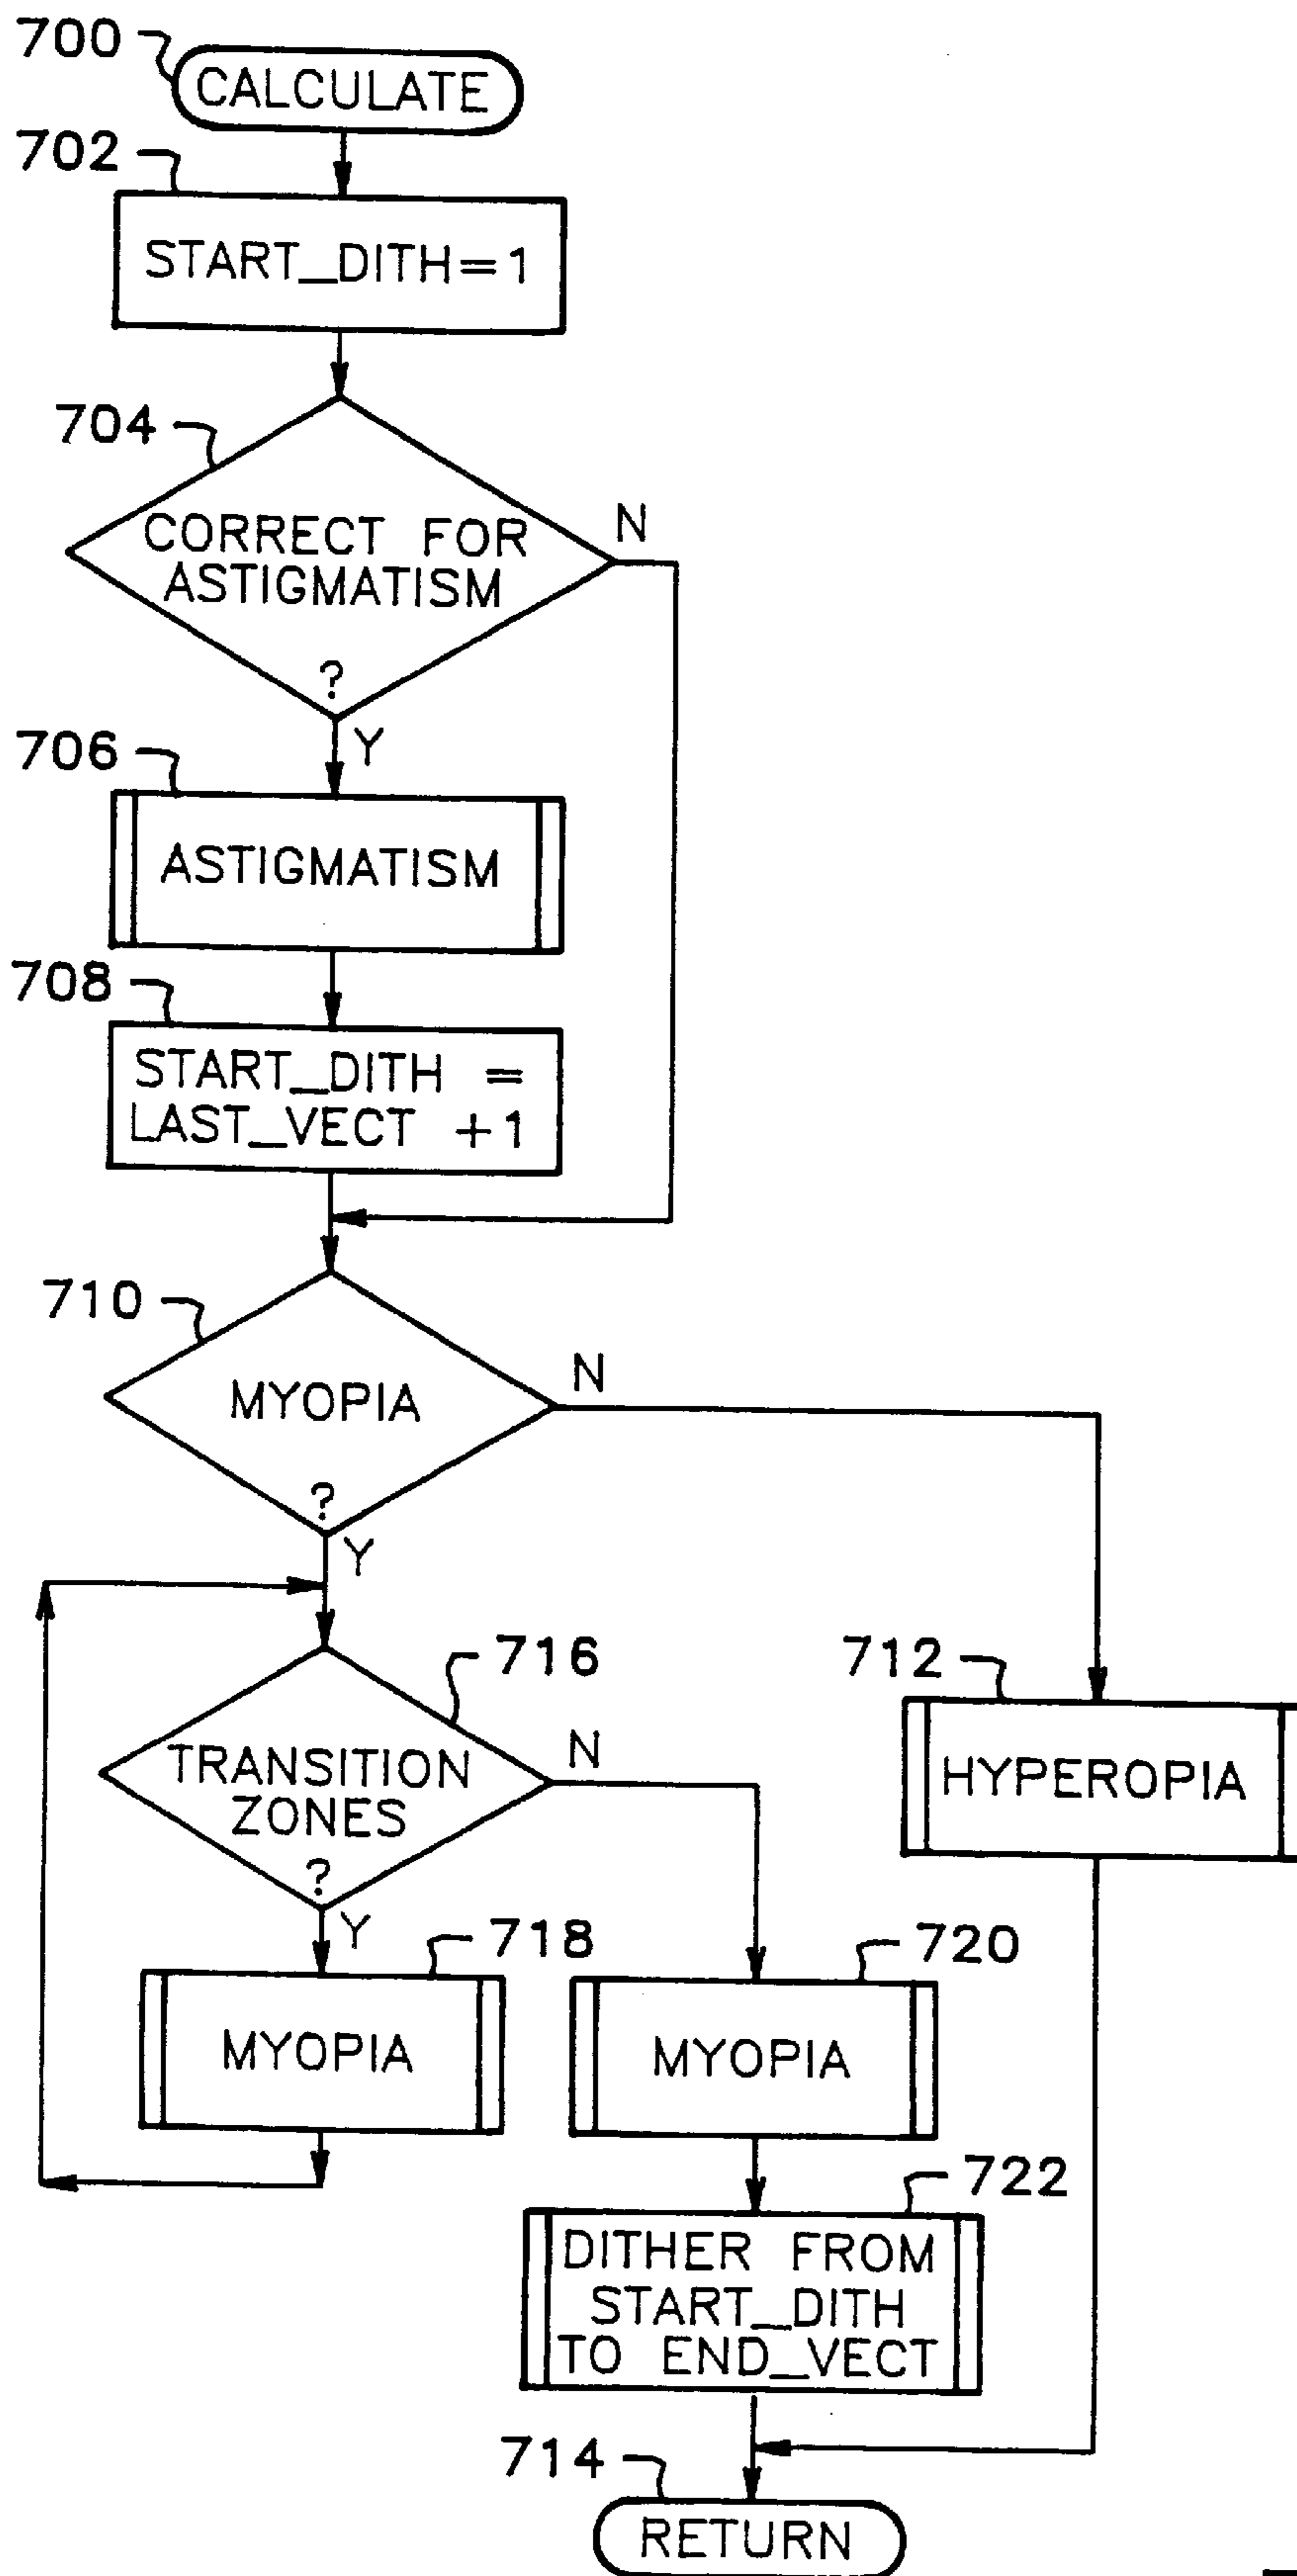 700
CALCULATE
702
START_DITH=1
704
CORRECT FOR
ASTIGMATISM
?
N
Y
706
ASTIGMATISM
708
START_DITH =
LAST_VECT +1
710
MYOPIA
?
N
Y
716
TRANSITION
ZONES
?
N
Y
712
HYPEROPIA
718
MYOPIA
720
MYOPIA
722
DITHER FROM
START_DITH
TO END_VECT
714
RETURN